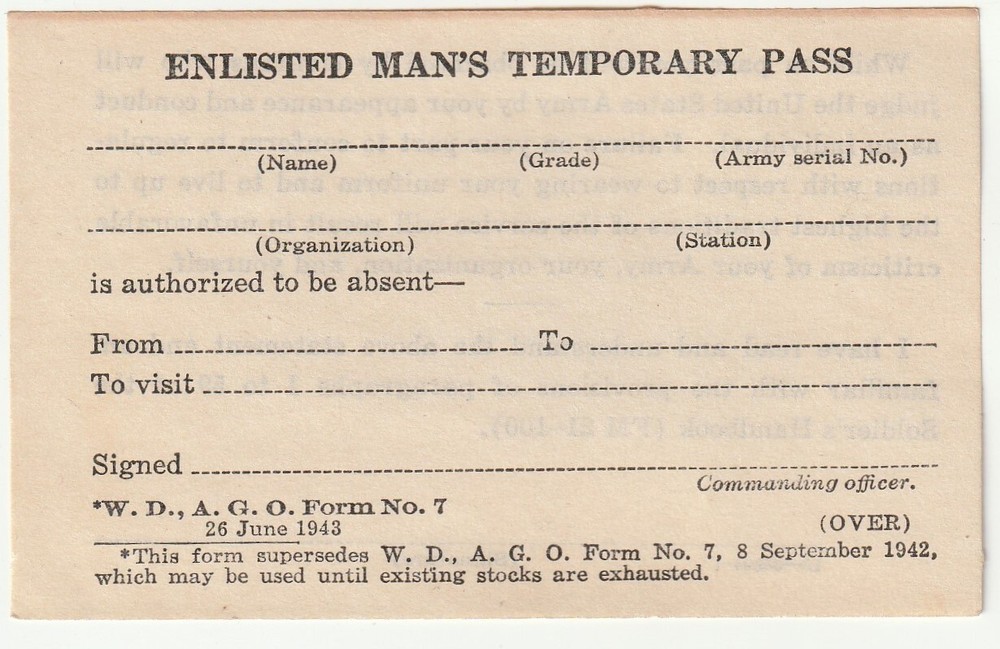 ENLISTED MAN'S TEMPORARY PASS
(Name) (Grade) (Army serial No.)
(Organization) (Station)
is authorized to be absent—
From To
To visit
Signed
Commanding officer.
*W. D., A. G. O. Form No. 7
26 June 1943
(OVER)
*This form supersedes W. D., A. G. O. Form No. 7, 8 September 1942,
which may be used until existing stocks are exhausted.